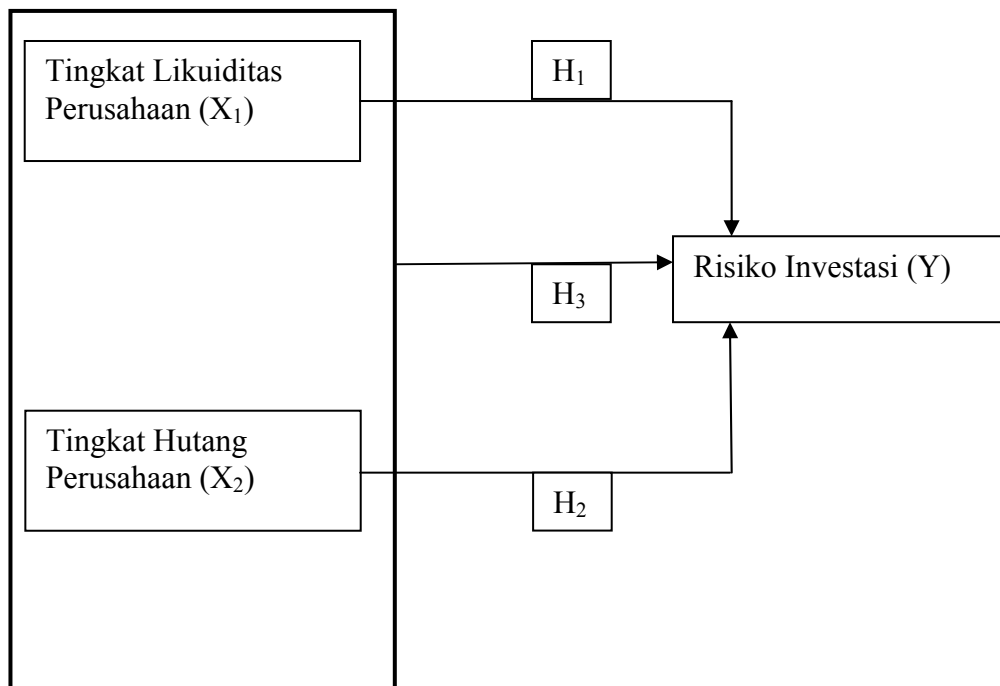 Tingkat Likuiditas
Perusahaan (X₁)
H₁
Risiko Investasi (Y)
H₃
Tingkat Hutang
Perusahaan (X₂)
H₂